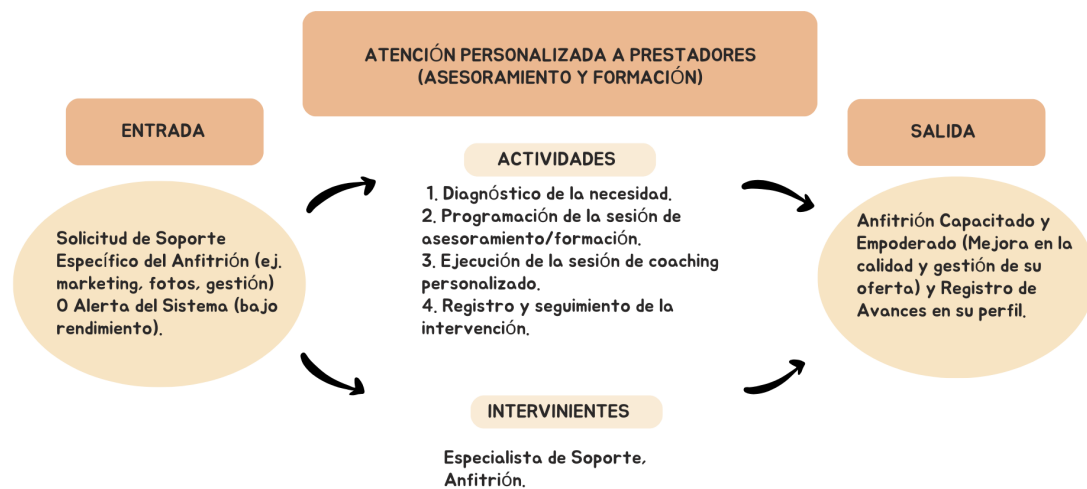 ATENCIÓN PERSONALIZADA A PRESTADORES
(ASESORAMIENTO Y FORMACIÓN)
ENTRADA
Solicitud de Soporte
Específico del Anfitrión (ej.
marketing, fotos, gestión)
O Alerta del Sistema (bajo
rendimiento).
ACTIVIDADES
1. Diagnóstico de la necesidad.
2. Programación de la sesión de
asesoramiento/formación.
3. Ejecución de la sesión de coaching
personalizado.
4. Registro y seguimiento de la
intervención.
INTERVINIENTES
Especialista de Soporte,
Anfitrión.
SALIDA
Anfitrión Capacitado y
Empoderado (Mejora en la
calidad y gestión de su
oferta) y Registro de
Avances en su perfil.